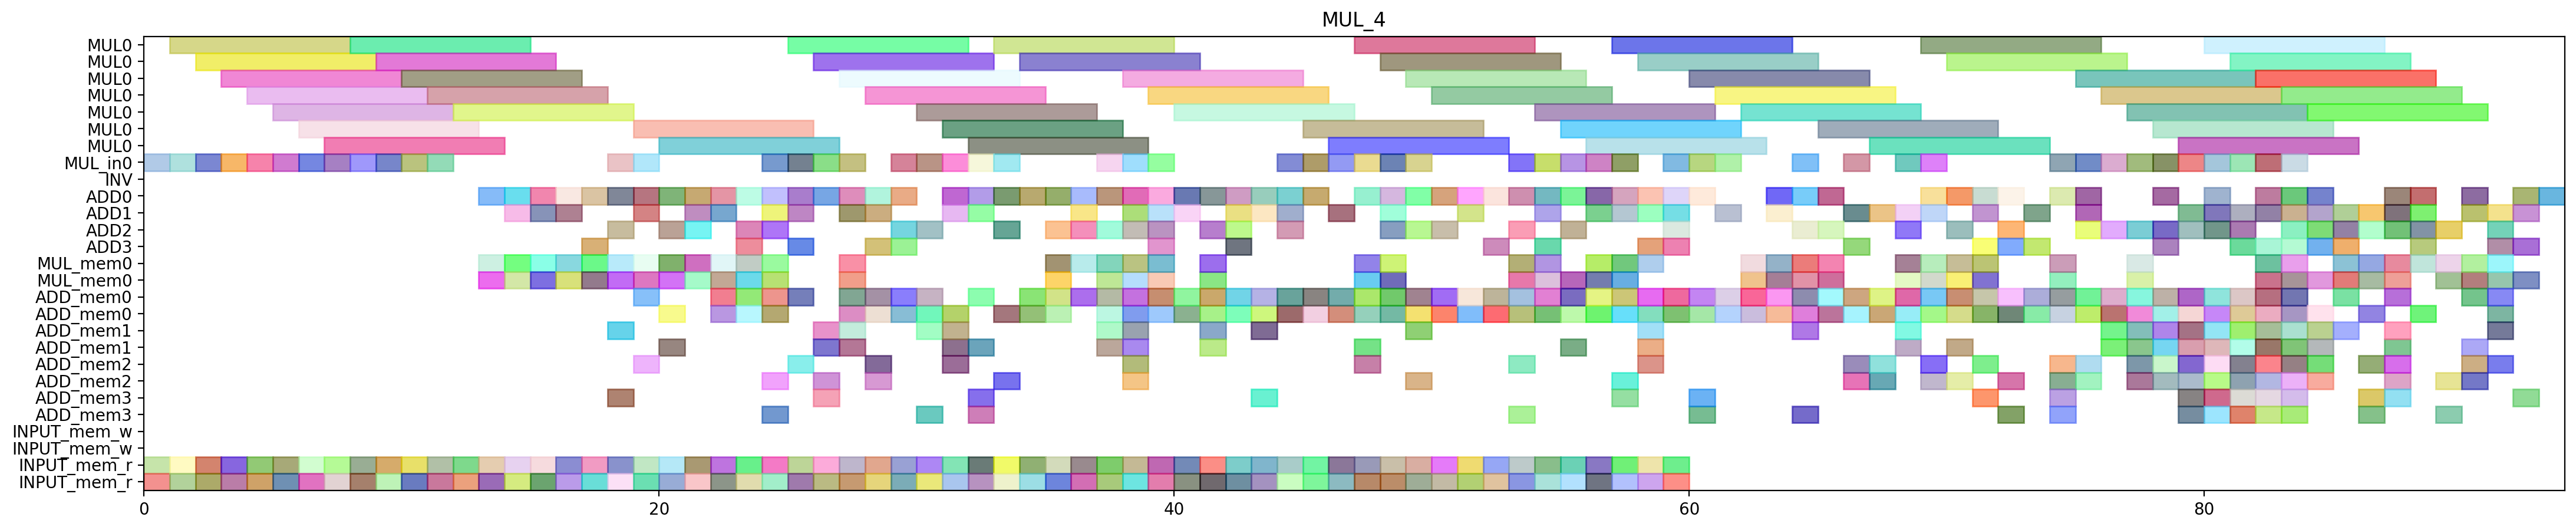 MUL_4
MUL0
MUL0
MUL0
MUL0
MUL0
MUL0
MUL0
MUL_in0
INV
ADD0
ADD1
ADD2
ADD3
MUL_mem0
MUL_mem0
ADD_mem0
ADD_mem0
ADD_mem1
ADD_mem1
ADD_mem2
ADD_mem2
ADD_mem3
ADD_mem3
INPUT_mem_w
INPUT_mem_w
INPUT_mem_r
INPUT_mem_r
0 20 40 60 80